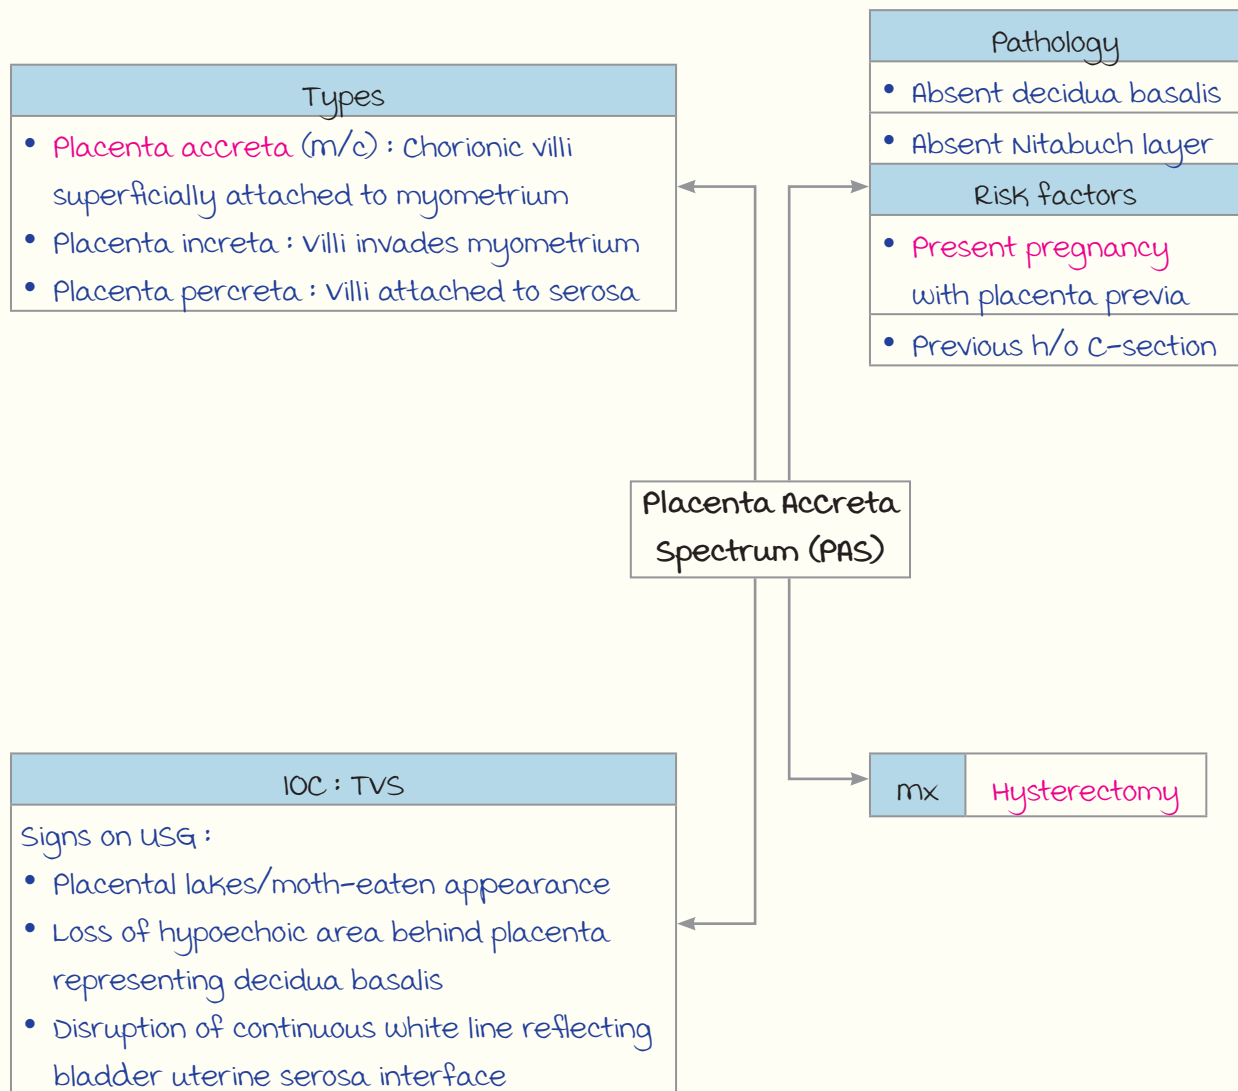 Types
• Placenta accreta (m/c) : Chorionic villi
superficially attached to myometrium
• Placenta increta : Villi invades myometrium
• Placenta percreta : Villi attached to serosa
Pathology
• Absent decidua basalis
• Absent Nitabuch layer
Risk factors
• Present pregnancy
with placenta previa
• Previous h/o C-section
Placenta Accreta
Spectrum (PAS)
IOC : TVS
Signs on USG :
• Placental lakes/moth-eaten appearance
• Loss of hypoechoic area behind placenta
representing decidua basalis
• Disruption of continuous white line reflecting
bladder uterine serosa interface
mx
Hysterectomy